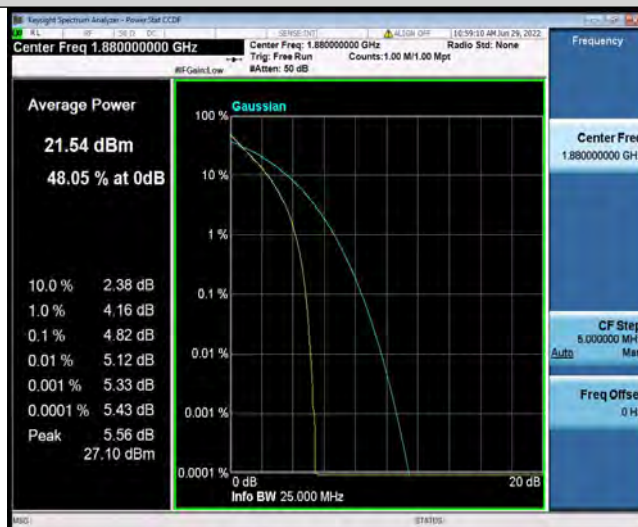 Keysight Spectrum Analyzer - Power Stat CCDF
RL RF 50 Ω DC SENSE:INT ALIGN OFF 10:59:10 AM Jun 29, 2022
Center Freq 1.880000000 GHz
Center Freq: 1.880000000 GHz Radio Std: None
Trig: Free Run Counts:1.00 M/1.00 Mpt
#IFGain:Low #Atten: 50 dB
Frequency
Average Power
21.54 dBm
48.05 % at 0dB
10.0 % 2.38 dB
1.0 % 4.16 dB
0.1 % 4.82 dB
0.01 % 5.12 dB
0.001 % 5.33 dB
0.0001 % 5.43 dB
Peak 5.56 dB
27.10 dBm
Gaussian
100 %
10 %
1 %
0.1 %
0.01 %
0.001 %
0.0001 %
0 dB 20 dB
Info BW 25.000 MHz
Center Freq
1.880000000 GH
CF Step
5.000000 MH
Auto Man
Freq Offse
0 H
MSG STATUS